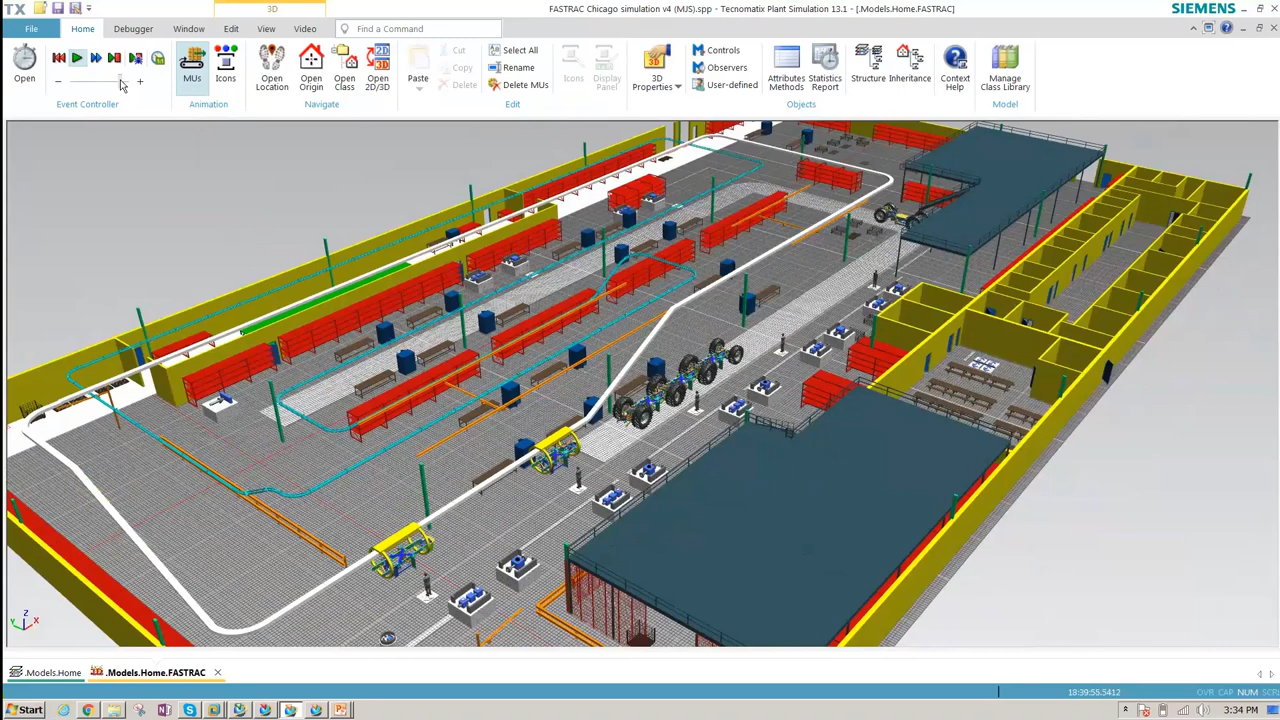 TX
3D
FASTRAC Chicago simulation v4 (MJS).spp - Tecnomatix Plant Simulation 13.1 - [.Models.Home.FASTRAC]
SIEMENS
File Home Debugger Window Edit View Video Find a Command
Open
Event Controller
MUs Icons
Animation
Open Location Open Origin Open Class Open 2D/3D
Navigate
Paste Cut Copy Delete Select All Rename Delete MUs Icons Display Panel
Edit
3D Properties Controls Observers User-defined Attributes Methods Statistics Report Structure Inheritance Context Help
Objects
Manage Class Library
Model
Z
Y X
.Models.Home .Models.Home.FASTRAC
18:39:55.5412 OVR CAP NUM SCR
Start 3:34 PM